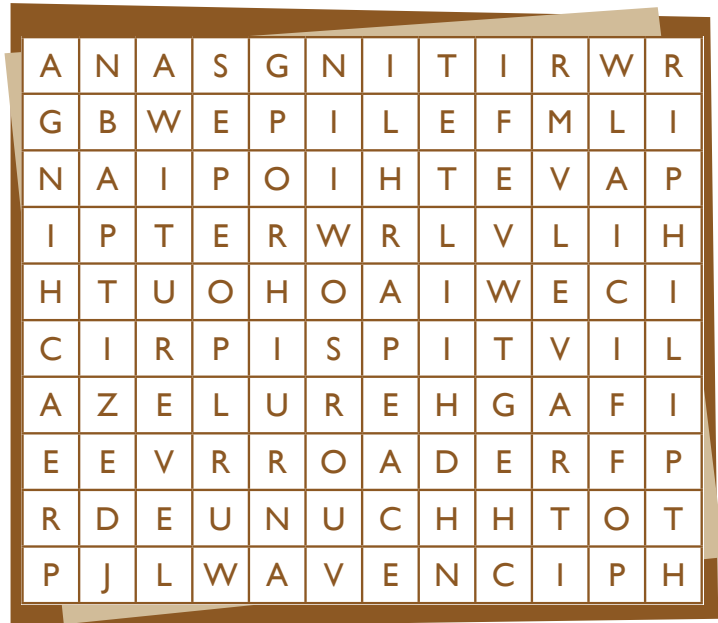 A N A S G N I T I R W R
G B W E P I L E F M L I
N A I P O I H T E V A P
I P T E R W R L V L I H
H T U O H O A I W E C I
C I R P I S P I T V I L
A Z E L U R E H G A F I
E E V R R O A D E R F P
R D E U N U C H H T O T
P J L W A V E N C I P H